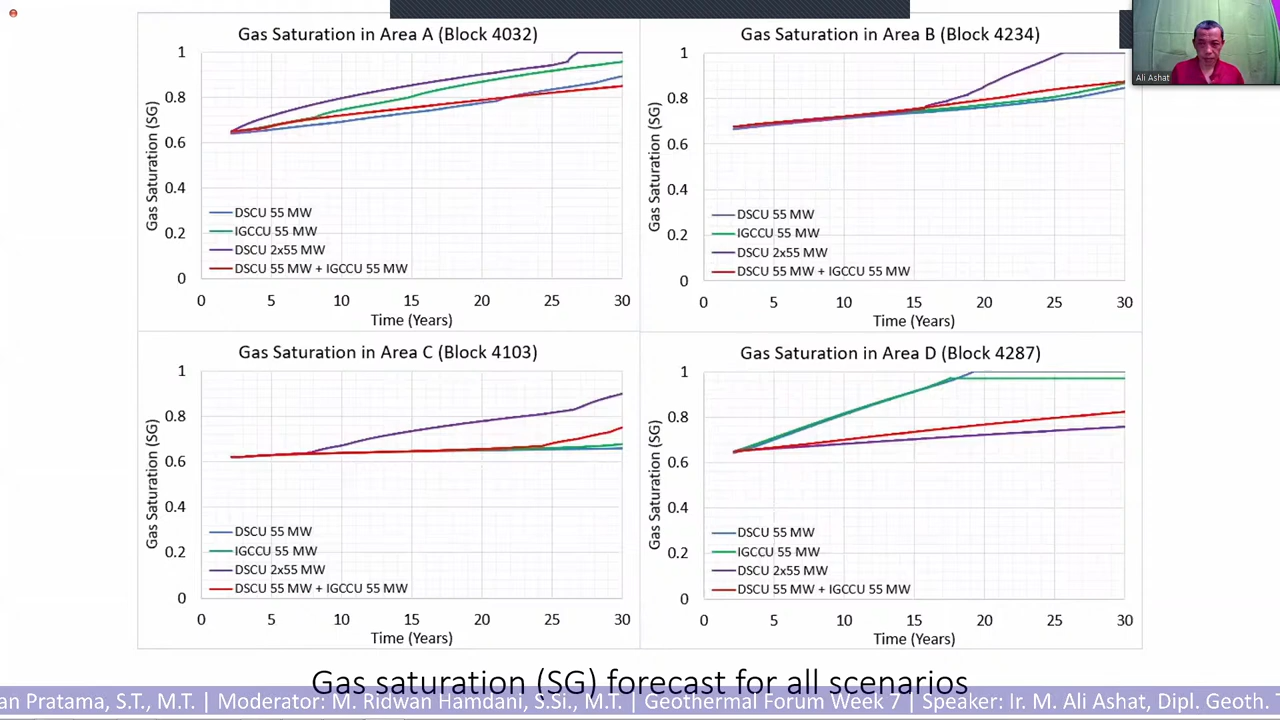 Gas Saturation in Area A (Block 4032)
Gas Saturation (SG)
1
0.8
0.6
0.4
0.2
0
DSCU 55 MW
IGCCU 55 MW
DSCU 2x55 MW
DSCU 55 MW + IGCCU 55 MW
0 5 10 15 20 25 30
Time (Years)
Gas Saturation in Area B (Block 4234)
Gas Saturation (SG)
1
0.8
0.6
0.4
0.2
0
DSCU 55 MW
IGCCU 55 MW
DSCU 2x55 MW
DSCU 55 MW + IGCCU 55 MW
0 5 10 15 20 25 30
Time (Years)
Ali Ashat
Gas Saturation in Area C (Block 4103)
Gas Saturation (SG)
1
0.8
0.6
0.4
0.2
0
DSCU 55 MW
IGCCU 55 MW
DSCU 2x55 MW
DSCU 55 MW + IGCCU 55 MW
0 5 10 15 20 25 30
Time (Years)
Gas Saturation in Area D (Block 4287)
Gas Saturation (SG)
1
0.8
0.6
0.4
0.2
0
DSCU 55 MW
IGCCU 55 MW
DSCU 2x55 MW
DSCU 55 MW + IGCCU 55 MW
0 5 10 15 20 25 30
Time (Years)
Gas saturation (SG) forecast for all scenarios
an Pratama, S.T., M.T. | Moderator: M. Ridwan Hamdani, S.Si., M.T. | Geothermal Forum Week 7 | Speaker: Ir. M. Ali Ashat, Dipl. Geoth.